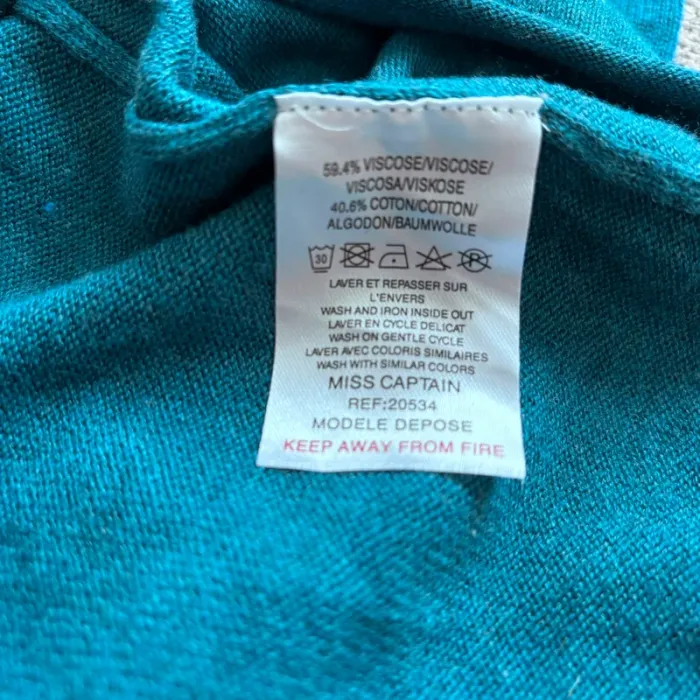 59.4% VISCOSE/VISCOSE/
VISCOSA/VISKOSE
40.6% COTON/COTTON/
ALGODON/BAUMWOLLE
30 P
LAVER ET REPASSER SUR
L'ENVERS
WASH AND IRON INSIDE OUT
LAVER EN CYCLE DELICAT
WASH ON GENTLE CYCLE
LAVER AVEC COLORIS SIMILAIRES
WASH WITH SIMILAR COLORS
MISS CAPTAIN
REF:20534
MODELE DEPOSE
KEEP AWAY FROM FIRE